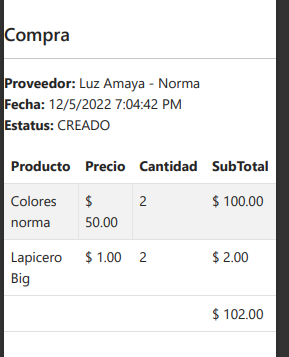 Compra
Proveedor: Luz Amaya - Norma
Fecha: 12/5/2022 7:04:42 PM
Estatus: CREADO
Producto Precio Cantidad SubTotal
Colores $ 2 $ 100.00
norma 50.00
Lapicero $ 1.00 2 $ 2.00
Big
$ 102.00